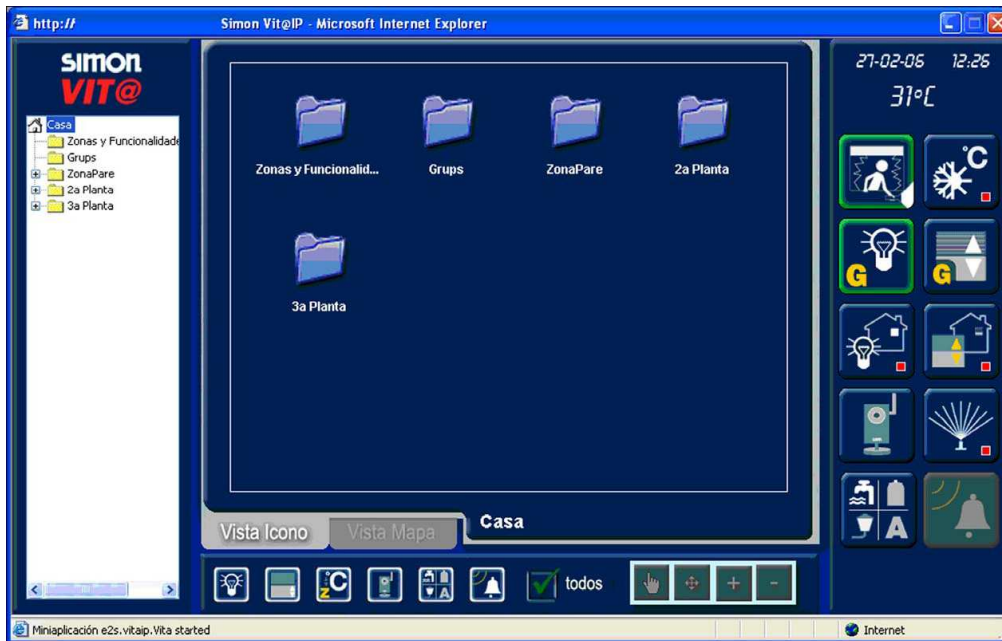 http://
Simon Vit@IP - Microsoft Internet Explorer
simon
VIT@
Casa
Zonas y Funcionalidade
Grups
ZonaPare
2a Planta
3a Planta
Zonas y Funcionalid...
Grups
ZonaPare
2a Planta
3a Planta
Vista Icono
Vista Mapa
Casa
27-02-06 12:26
31ºC
°C
G
G
A
°C
Z
A
todos
Miniaplicación e2s.vitaip.Vita started
Internet